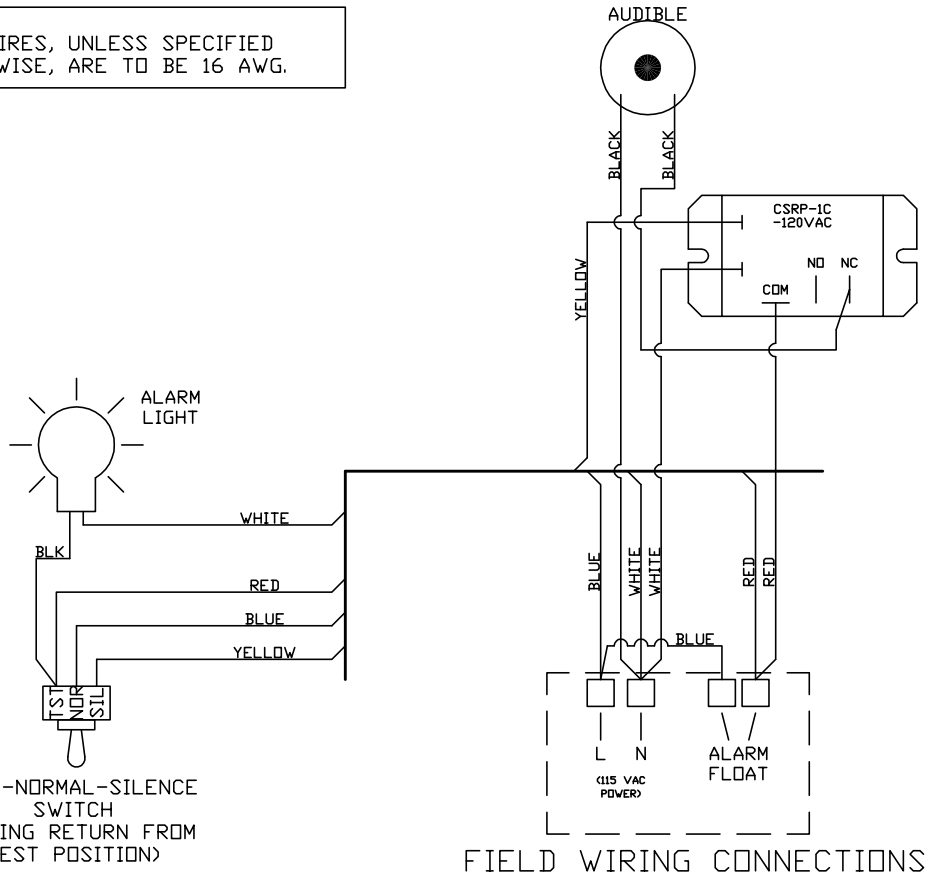 IRES, UNLESS SPECIFIED
WISE, ARE TO BE 16 AWG.
AUDIBLE
BLACK
BLACK
CSRP-1C
-120VAC
NO NC
COM
YELLOW
ALARM
LIGHT
WHITE
BLK
RED
BLUE
YELLOW
BLUE
WHITE
WHITE
RED
RED
BLUE
TST
NOR
SIL
-NORMAL-SILENCE
SWITCH
ING RETURN FROM
EST POSITION)
L N
(115 VAC
POWER)
ALARM
FLOAT
FIELD WIRING CONNECTIONS